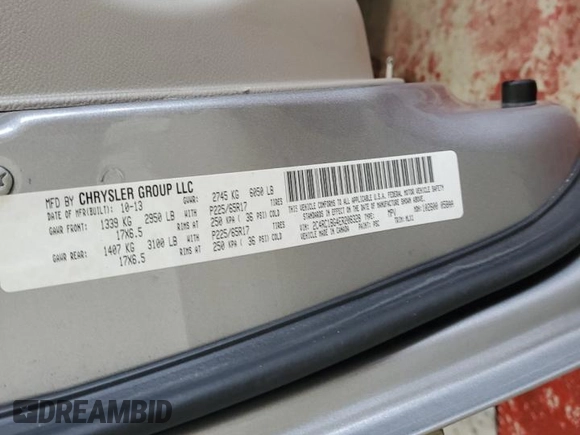 MFD BY CHRYSLER GROUP LLC
DATE OF MFR(BUILT): 10-13 GVWR: 2745 KG 6050 LB
GAWR FRONT: 1339 KG 2950 LB P225/65R17 TIRES
17X6.5 RIMS AT 250 KPA( 36 PSI) COLD
GAWR REAR: 1407 KG 3100 LB P225/65R17 TIRES
17X6.5 RIMS AT 250 KPA( 36 PSI) COLD
THIS VEHICLE CONFORMS TO ALL APPLICABLE U.S.A. FEDERAL MOTOR VEHICLE SAFETY
STANDARDS IN EFFECT ON THE DATE OF MANUFACTURE SHOWN ABOVE.
VIN: TYPE: MPV
VEHICLE MADE IN CANADA PAINT:
DREAMBID